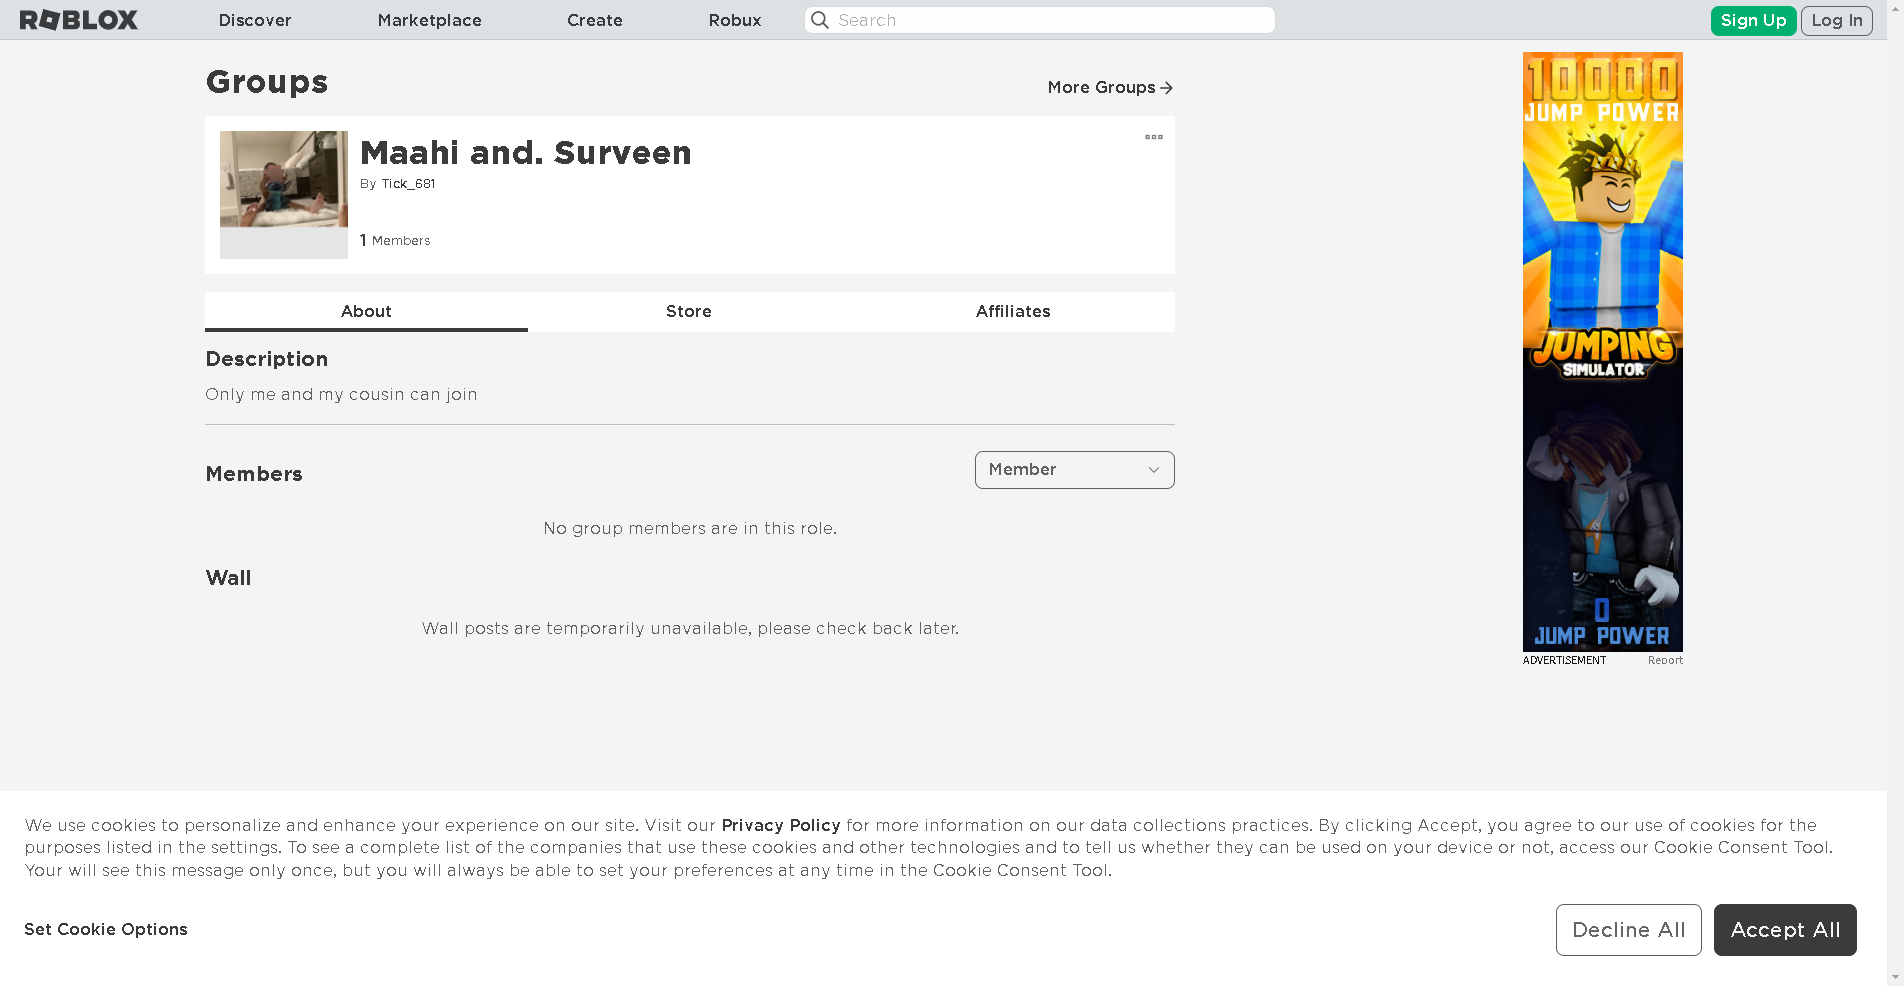 ROBLOX
Discover
Marketplace
Create
Robux
Search
Sign Up
Log In
Groups
More Groups
Maahi and. Surveen
By Tick_681
1 Members
About
Store
Affiliates
Description
Only me and my cousin can join
Members
Member
No group members are in this role.
Wall
Wall posts are temporarily unavailable, please check back later.
10000
JUMP POWER
JUMPING
SIMULATOR
0
JUMP POWER
ADVERTISEMENT
Report
We use cookies to personalize and enhance your experience on our site. Visit our Privacy Policy for more information on our data collections practices. By clicking Accept, you agree to our use of cookies for the
purposes listed in the settings. To see a complete list of the companies that use these cookies and other technologies and to tell us whether they can be used on your device or not, access our Cookie Consent Tool.
Your will see this message only once, but you will always be able to set your preferences at any time in the Cookie Consent Tool.
Set Cookie Options
Decline All
Accept All